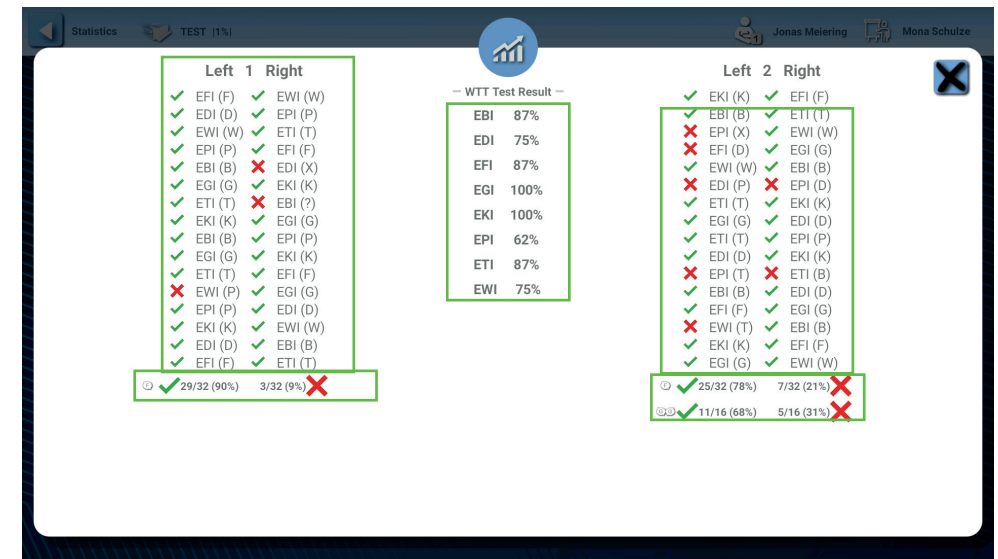 Statistics TEST |1%| Jonas Meiering Mona Schulze
1
Left 1 Right
EFI (F) EWI (W)
EDI (D) EPI (P)
EWI (W) ETI (T)
EPI (P) EFI (F)
EBI (B) EDI (X)
EGI (G) EKI (K)
ETI (T) EBI (?)
EKI (K) EGI (G)
EBI (B) EPI (P)
EGI (G) EKI (K)
ETI (T) EFI (F)
EWI (P) EGI (G)
EPI (P) EDI (D)
EKI (K) EWI (W)
EDI (D) EBI (B)
EFI (F) ETI (T)
29/32 (90%) 3/32 (9%)
— WTT Test Result —
EBI 87%
EDI 75%
EFI 87%
EGI 100%
EKI 100%
EPI 62%
ETI 87%
EWI 75%
Left 2 Right
EKI (K) EFI (F)
EBI (B) ETI (T)
EPI (X) EWI (W)
EFI (D) EGI (G)
EWI (W) EBI (B)
EDI (P) EPI (D)
ETI (T) EKI (K)
EGI (G) EDI (D)
ETI (T) EPI (P)
EDI (D) EKI (K)
EPI (T) ETI (B)
EBI (B) EDI (D)
EFI (F) EGI (G)
EWI (T) EBI (B)
EKI (K) EFI (F)
EGI (G) EWI (W)
25/32 (78%) 7/32 (21%)
11/16 (68%) 5/16 (31%)